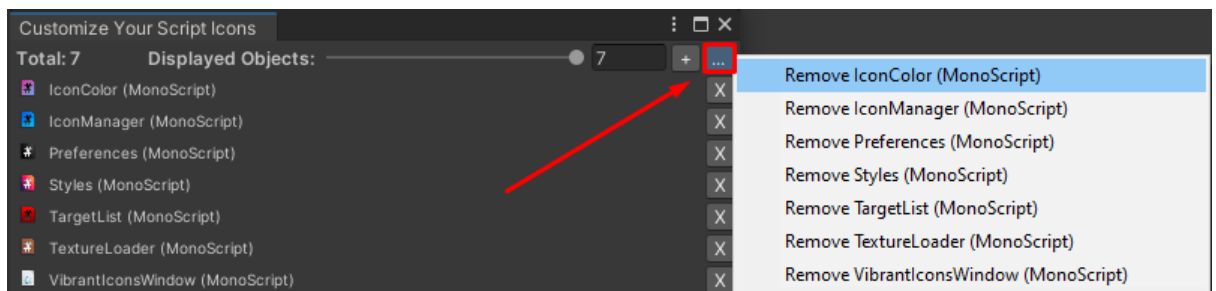 Customize Your Script Icons
Total: 7 Displayed Objects: 7 + ...
IconColor (MonoScript) X
IconManager (MonoScript) X
Preferences (MonoScript) X
Styles (MonoScript) X
TargetList (MonoScript) X
TextureLoader (MonoScript) X
VibrantIconsWindow (MonoScript) X
Remove IconColor (MonoScript)
Remove IconManager (MonoScript)
Remove Preferences (MonoScript)
Remove Styles (MonoScript)
Remove TargetList (MonoScript)
Remove TextureLoader (MonoScript)
Remove VibrantIconsWindow (MonoScript)